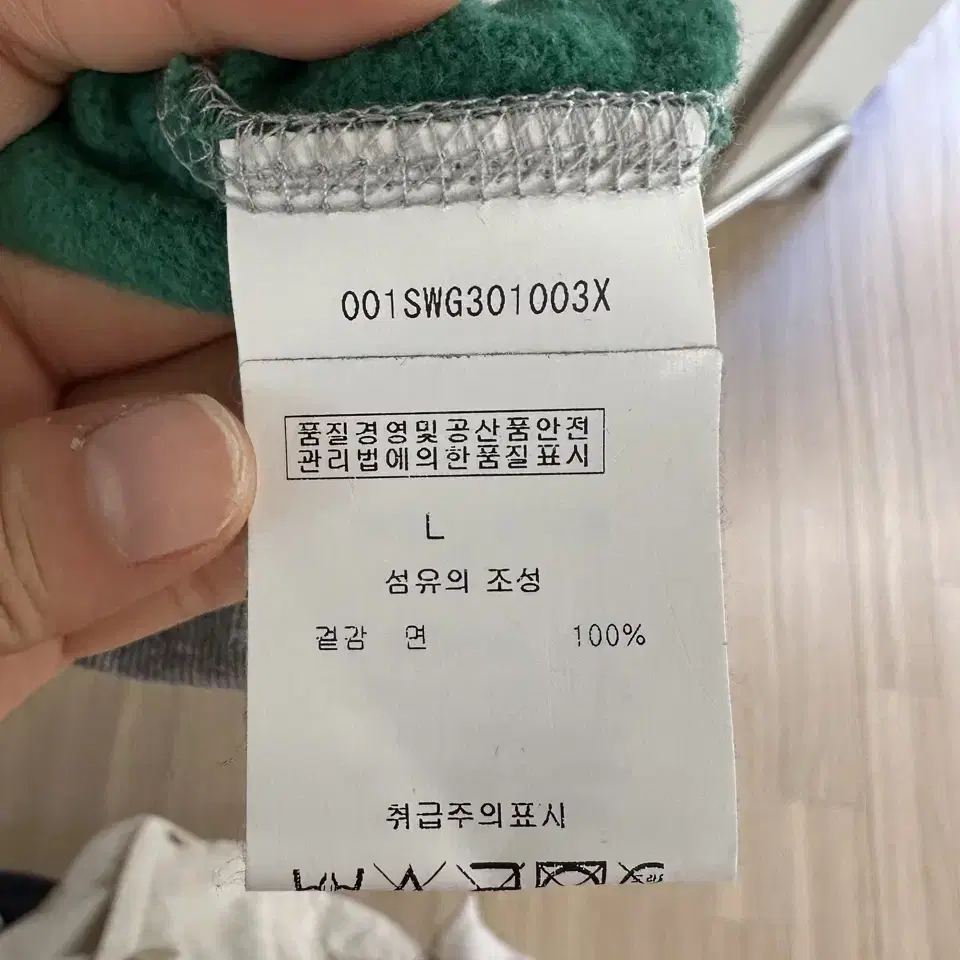 001SWG301003X
품질경영및공산품안전
관리법에의한품질표시
L
섬유의 조성
겉감 면 100%
취급주의표시